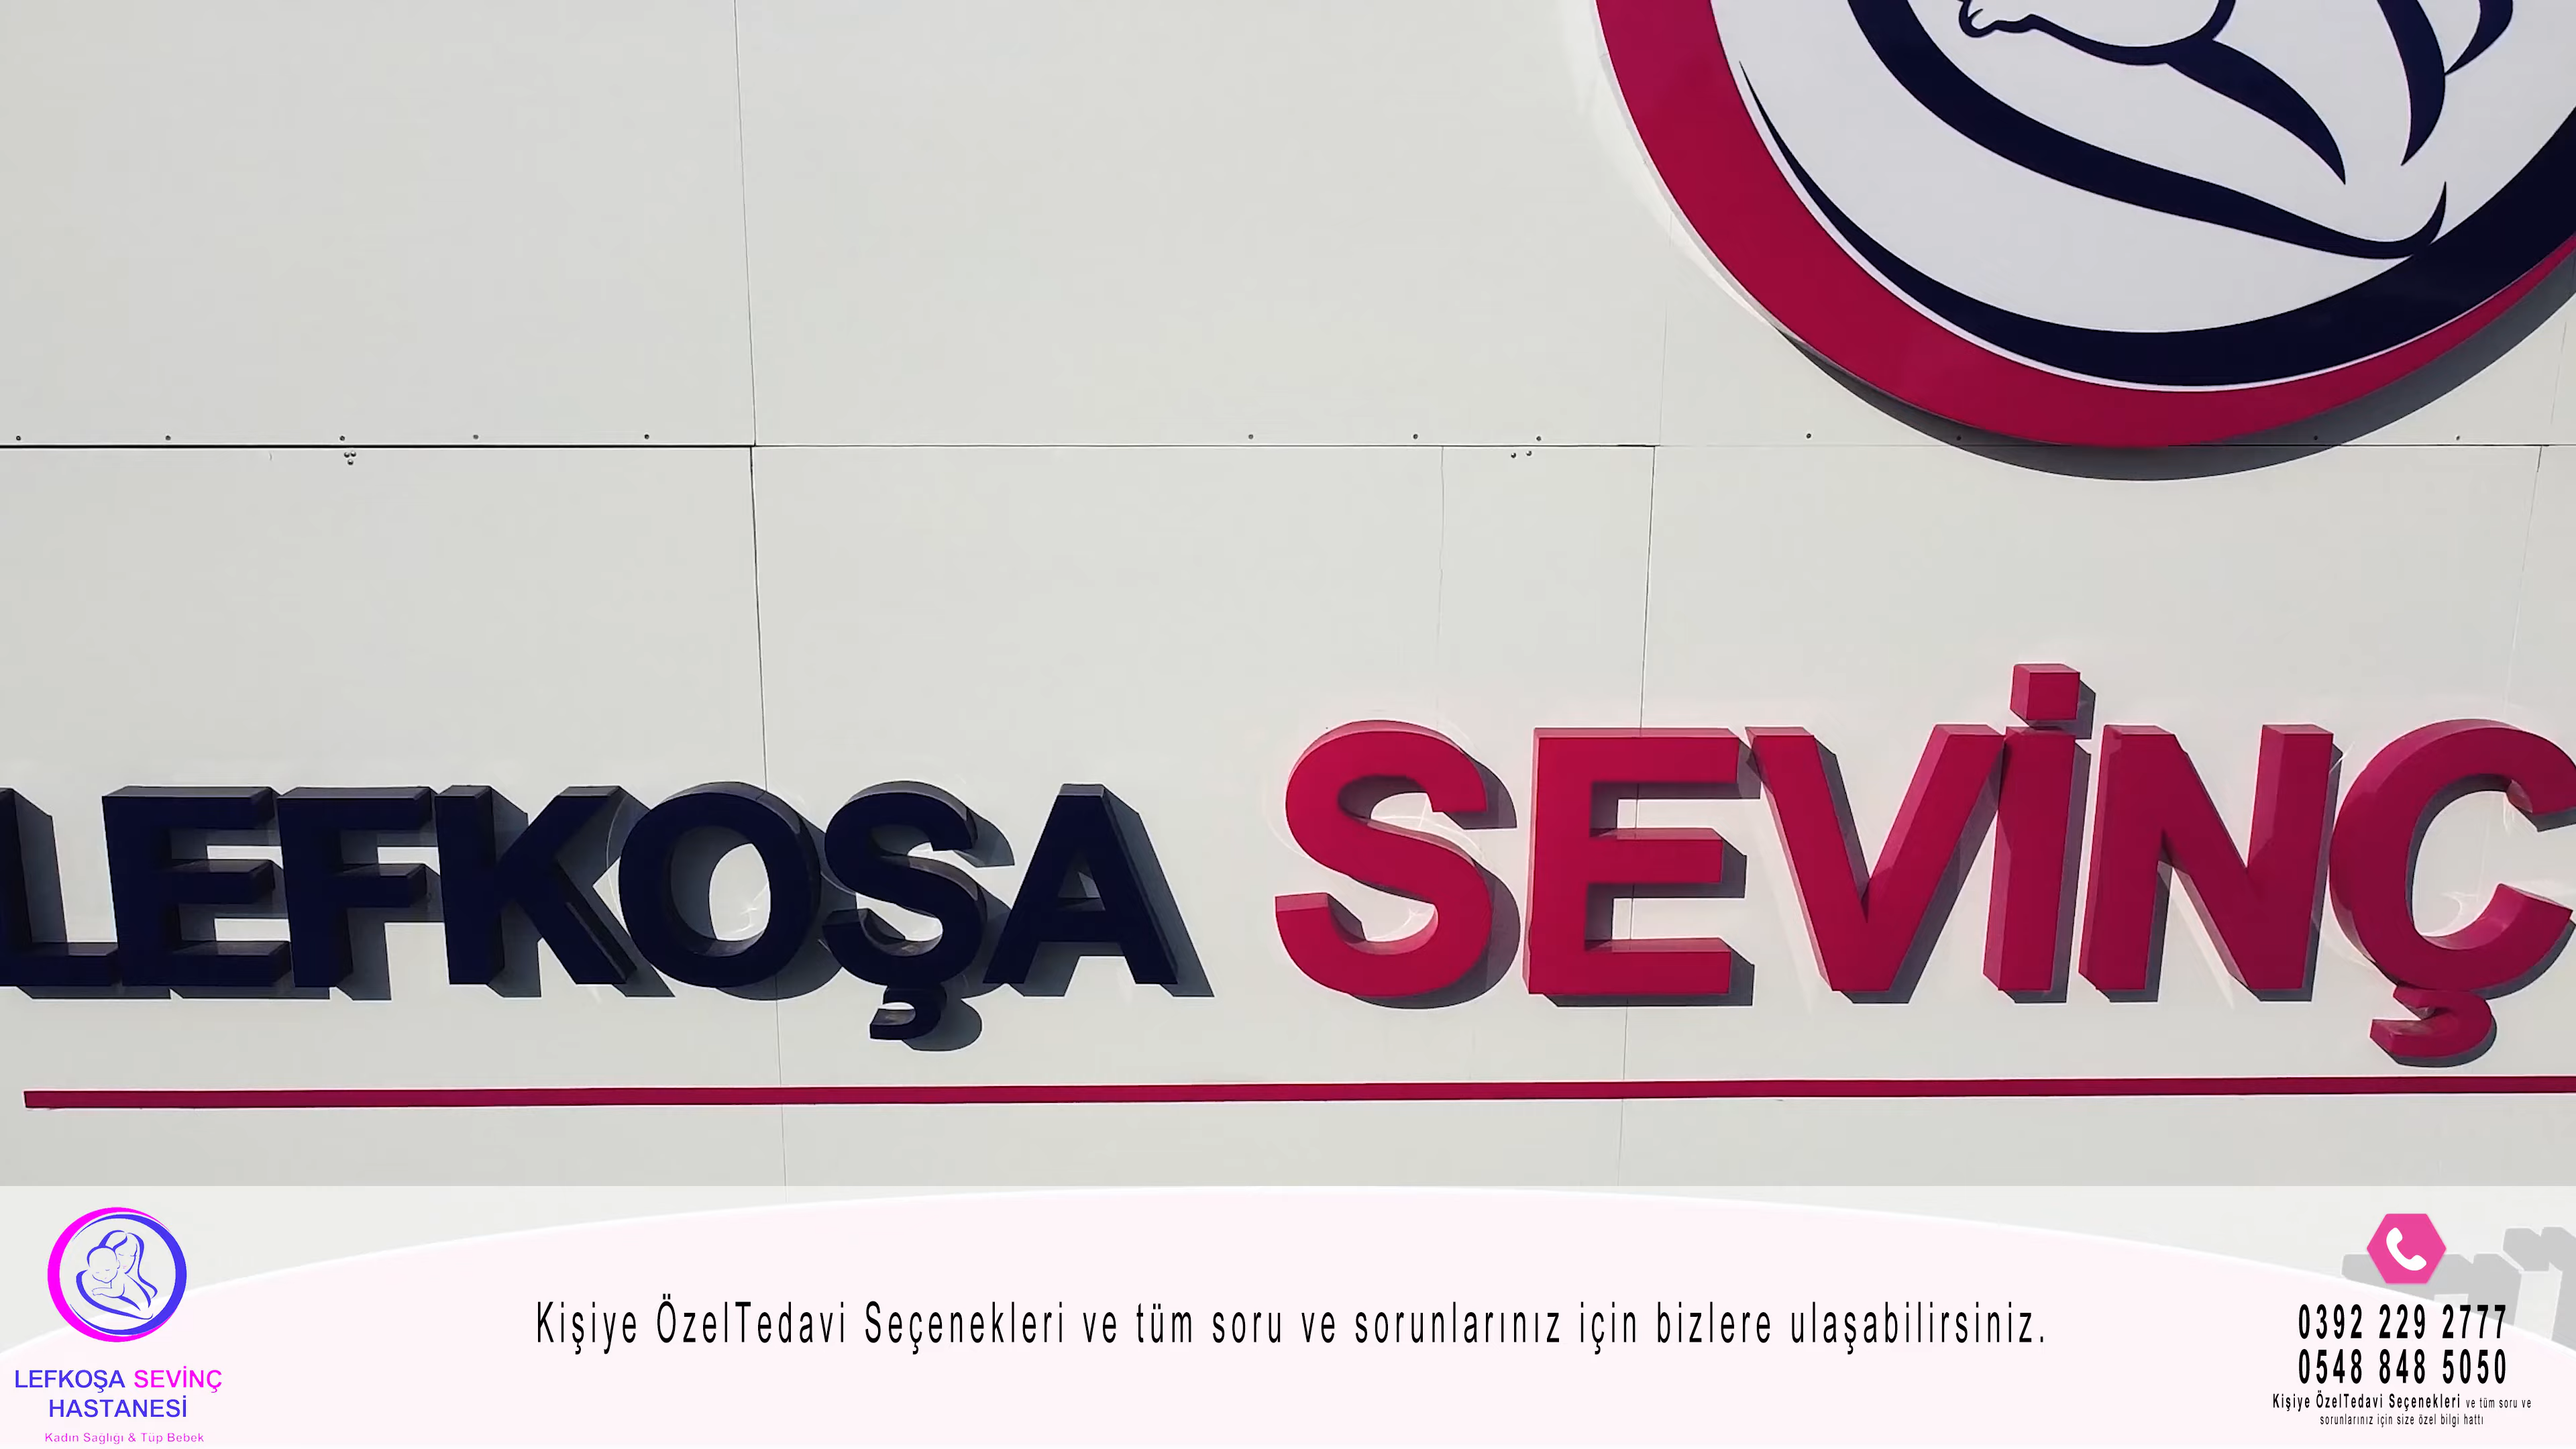 LEFKOŞA SEVİNÇ
Kişiye ÖzelTedavi Seçenekleri ve tüm soru ve sorunlarınız için bizlere ulaşabilirsiniz.
LEFKOŞA SEVİNÇ
HASTANESİ
Kadın Sağlığı & Tüp Bebek
0392 229 2777
0548 848 5050
Kişiye ÖzelTedavi Seçenekleri ve tüm soru ve
sorunlarınız için size özel bilgi hattı